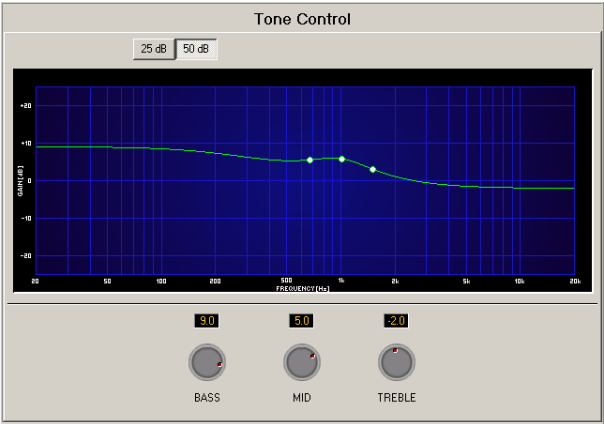 Tone Control
25 dB 50 dB
+20
+10
GAIN[dB]
0
-10
-20
20 50 100 200 500 1k 2k 5k 10k 20k
FREQUENCY[Hz]
9.0 5.0 -2.0
BASS MID TREBLE